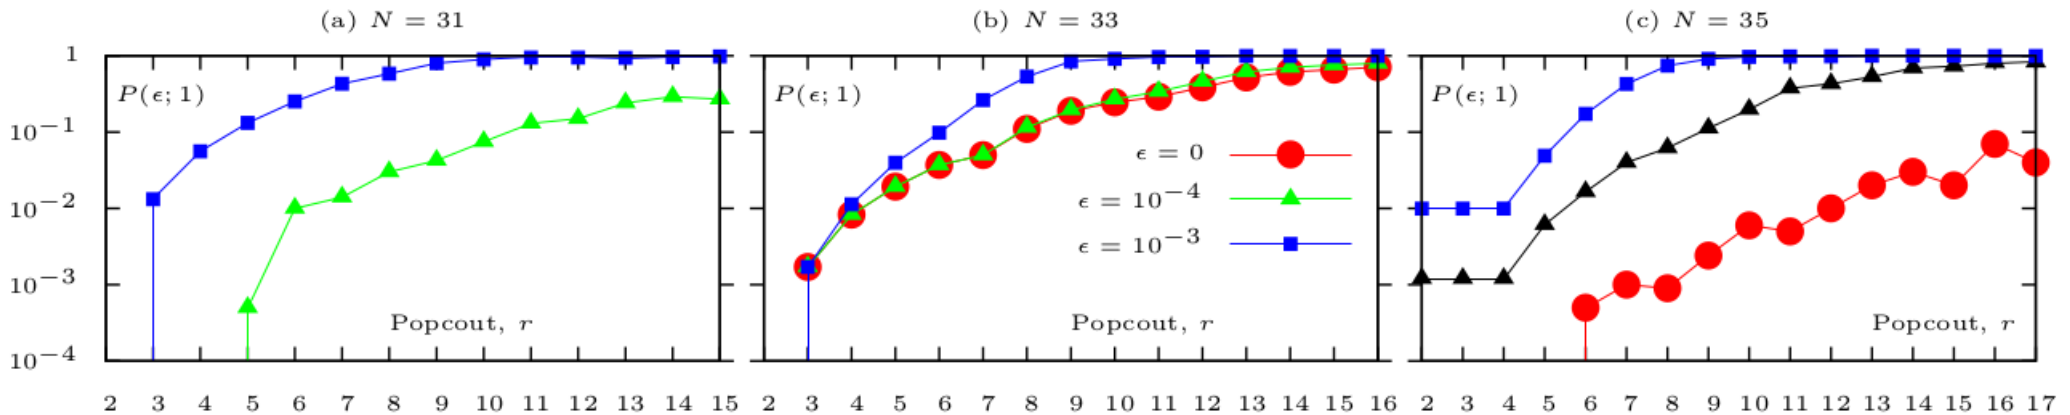 (a) N = 31
(b) N = 33
(c) N = 35
1
10⁻¹
10⁻²
10⁻³
10⁻⁴
P(ϵ; 1)
Popcout, r
2 3 4 5 6 7 8 9 10 11 12 13 14 15
P(ϵ; 1)
ϵ = 0
ϵ = 10⁻⁴
ϵ = 10⁻³
Popcout, r
2 3 4 5 6 7 8 9 10 11 12 13 14 15 16
P(ϵ; 1)
Popcout, r
2 3 4 5 6 7 8 9 10 11 12 13 14 15 16 17